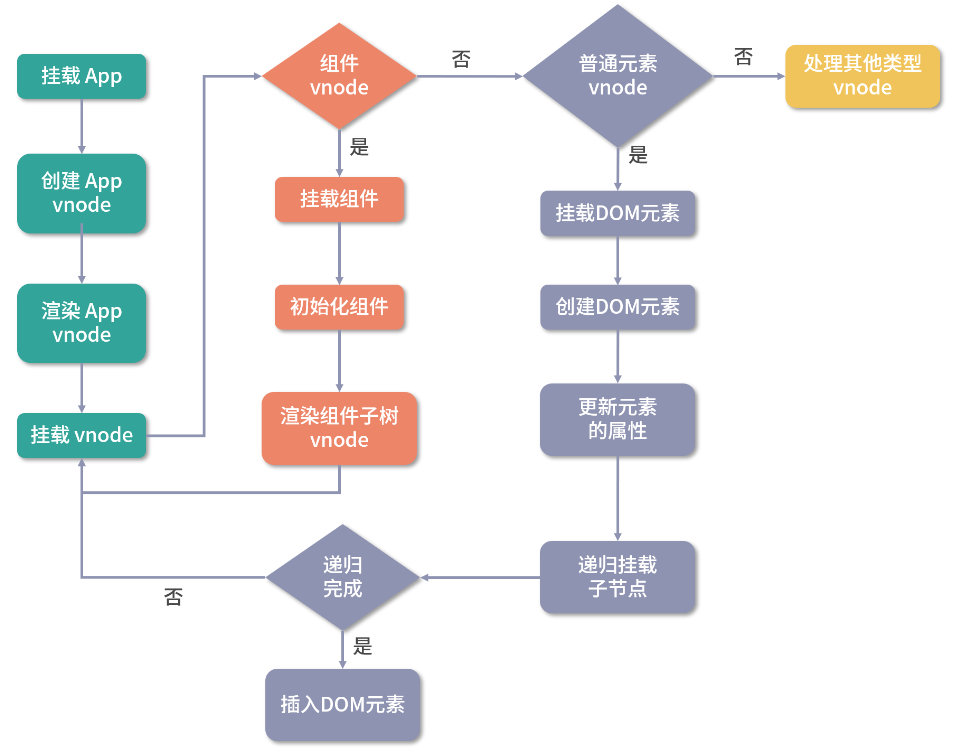 挂载 App
创建 App
vnode
渲染 App
vnode
挂载 vnode
组件
vnode
否
是
挂载组件
初始化组件
渲染组件子树
vnode
普通元素
vnode
否
是
处理其他类型
vnode
挂载DOM元素
创建DOM元素
更新元素
的属性
递归挂载
子节点
递归
完成
否
是
插入DOM元素